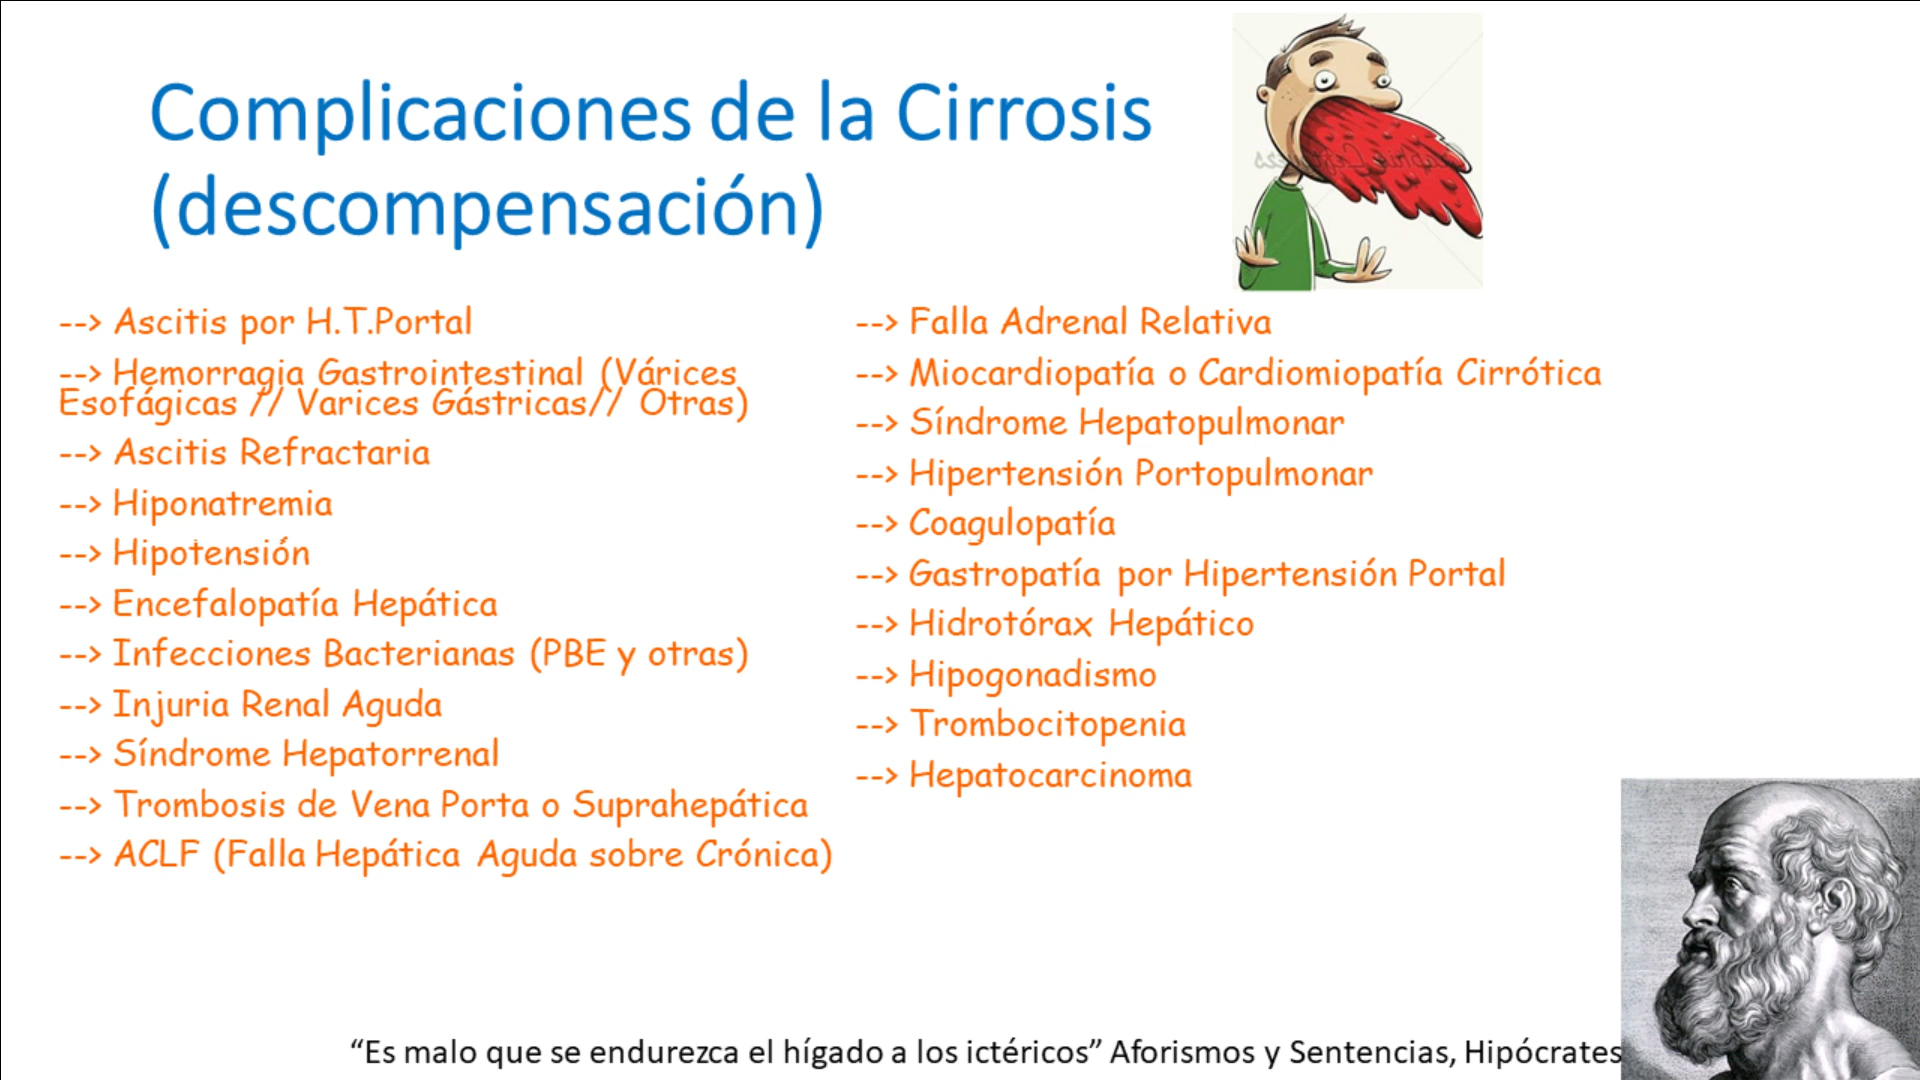 Complicaciones de la Cirrosis
(descompensación)
--> Ascitis por H.T.Portal
--> Hemorragia Gastrointestinal (Várices
Esofágicas // Varices Gástricas// Otras)
--> Ascitis Refractaria
--> Hiponatremia
--> Hipotensión
--> Encefalopatía Hepática
--> Infecciones Bacterianas (PBE y otras)
--> Injuria Renal Aguda
--> Síndrome Hepatorrenal
--> Trombosis de Vena Porta o Suprahepática
--> ACLF (Falla Hepática Aguda sobre Crónica)
--> Falla Adrenal Relativa
--> Miocardiopatía o Cardiomiopatía Cirrótica
--> Síndrome Hepatopulmonar
--> Hipertensión Portopulmonar
--> Coagulopatía
--> Gastropatía por Hipertensión Portal
--> Hidrotórax Hepático
--> Hipogonadismo
--> Trombocitopenia
--> Hepatocarcinoma
“Es malo que se endurezca el hígado a los ictéricos” Aforismos y Sentencias, Hipócrates